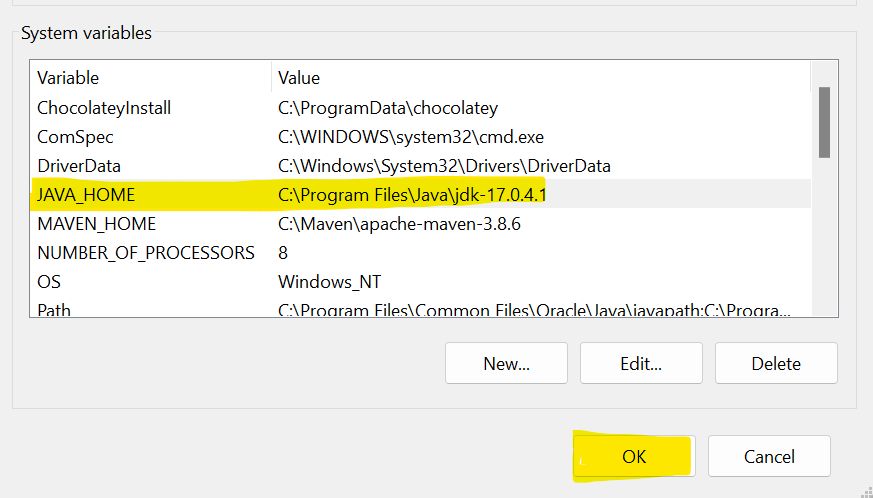 System variables
Variable Value
ChocolateyInstall C:\ProgramData\chocolatey
ComSpec C:\WINDOWS\system32\cmd.exe
DriverData C:\Windows\System32\Drivers\DriverData
JAVA_HOME C:\Program Files\Java\jdk-17.0.4.1
MAVEN_HOME C:\Maven\apache-maven-3.8.6
NUMBER_OF_PROCESSORS 8
OS Windows_NT
Path C:\Program Files\Common Files\Oracle\Java\javapath;C:\Progra...
New... Edit... Delete
OK Cancel